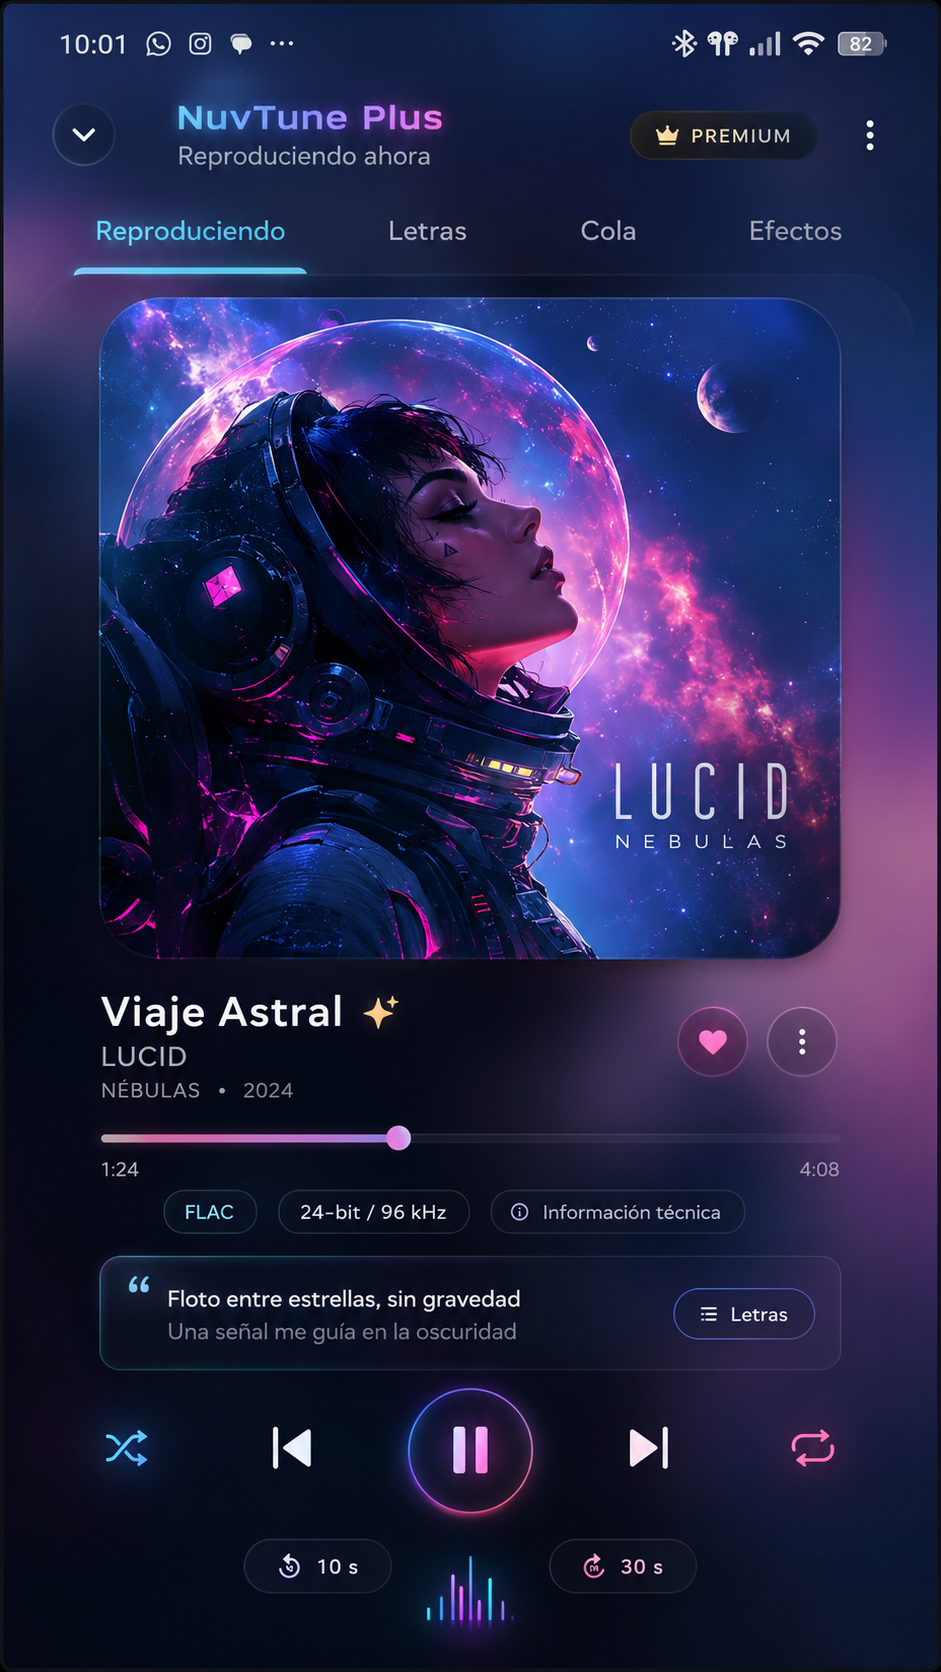 10:01
82
NuvTune Plus
PREMIUM
Reproduciendo ahora
Reproduciendo
Letras
Cola
Efectos
LUCID
NEBULAS
Viaje Astral
LUCID
NÉBULAS • 2024
1:24
4:08
FLAC
24-bit / 96 kHz
Información técnica
“ Floto entre estrellas, sin gravedad
Una señal me guía en la oscuridad
Letras
10 s
30 s